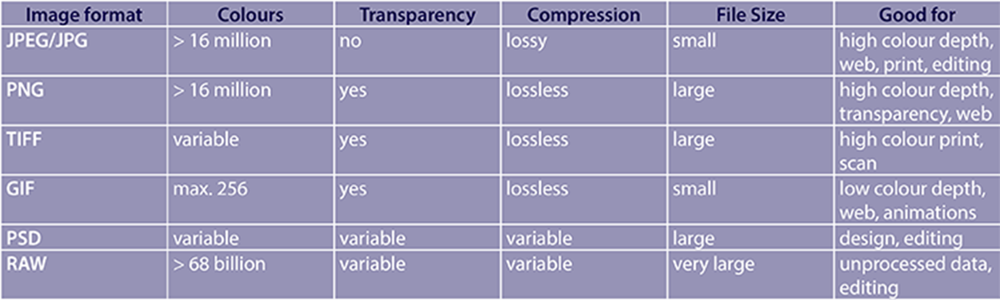 Image format Colours Transparency Compression File Size Good for
JPEG/JPG > 16 million no lossy small high colour depth,
web, print, editing
PNG > 16 million yes lossless large high colour depth,
transparency, web
TIFF variable yes lossless large high colour print,
scan
GIF max. 256 yes lossless small low colour depth,
web, animations
PSD variable variable variable large design, editing
RAW > 68 billion variable variable very large unprocessed data,
editing